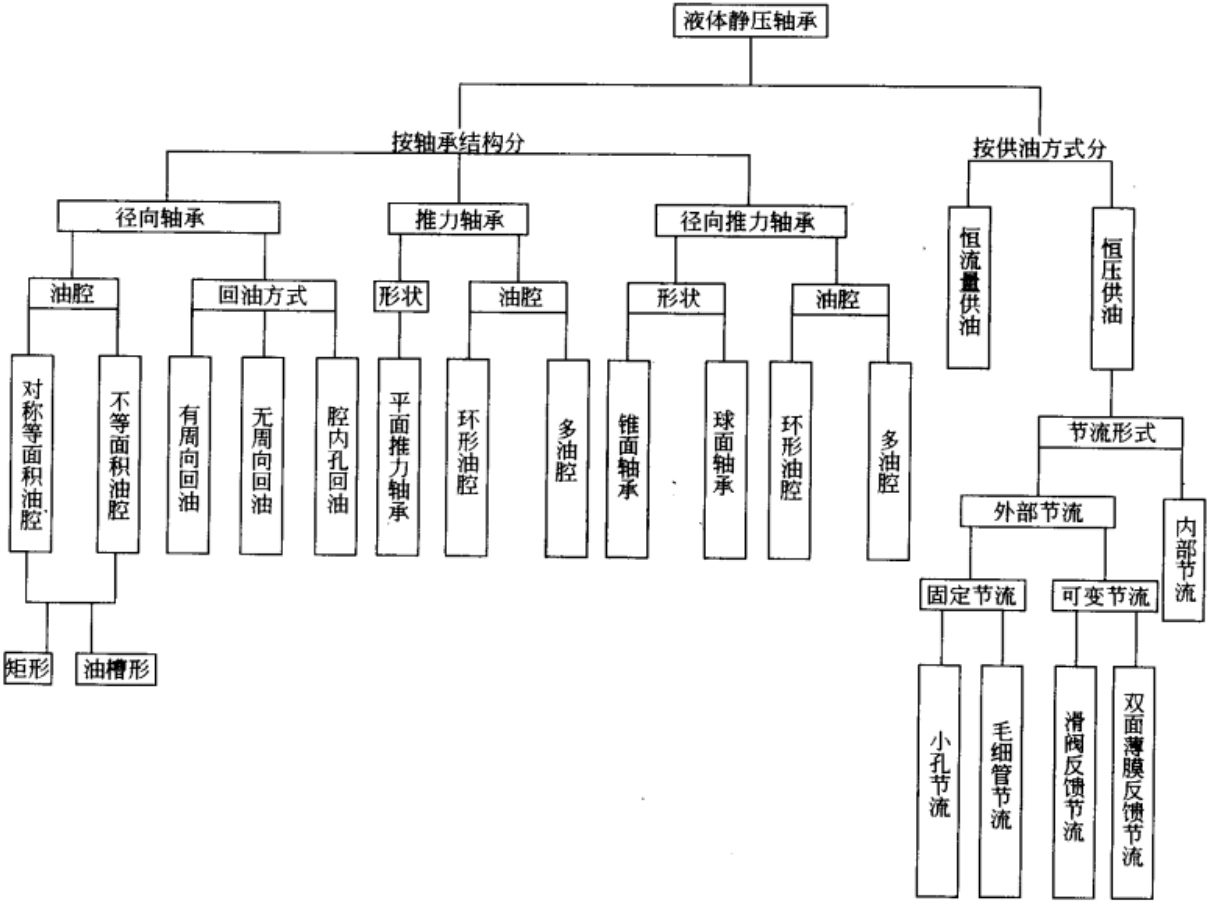 液体静压轴承
按轴承结构分
按供油方式分
径向轴承
推力轴承
径向推力轴承
恒流量供油
恒压供油
油腔
回油方式
形状
油腔
形状
油腔
对称等面积油腔
不等面积油腔
有周向回油
无周向回油
腔内孔回油
平面推力轴承
环形油腔
多油腔
锥面轴承
球面轴承
环形油腔
多油腔
节流形式
外部节流
内部节流
固定节流
可变节流
矩形
油槽形
小孔节流
毛细管节流
滑阀反馈节流
双面薄膜反馈节流